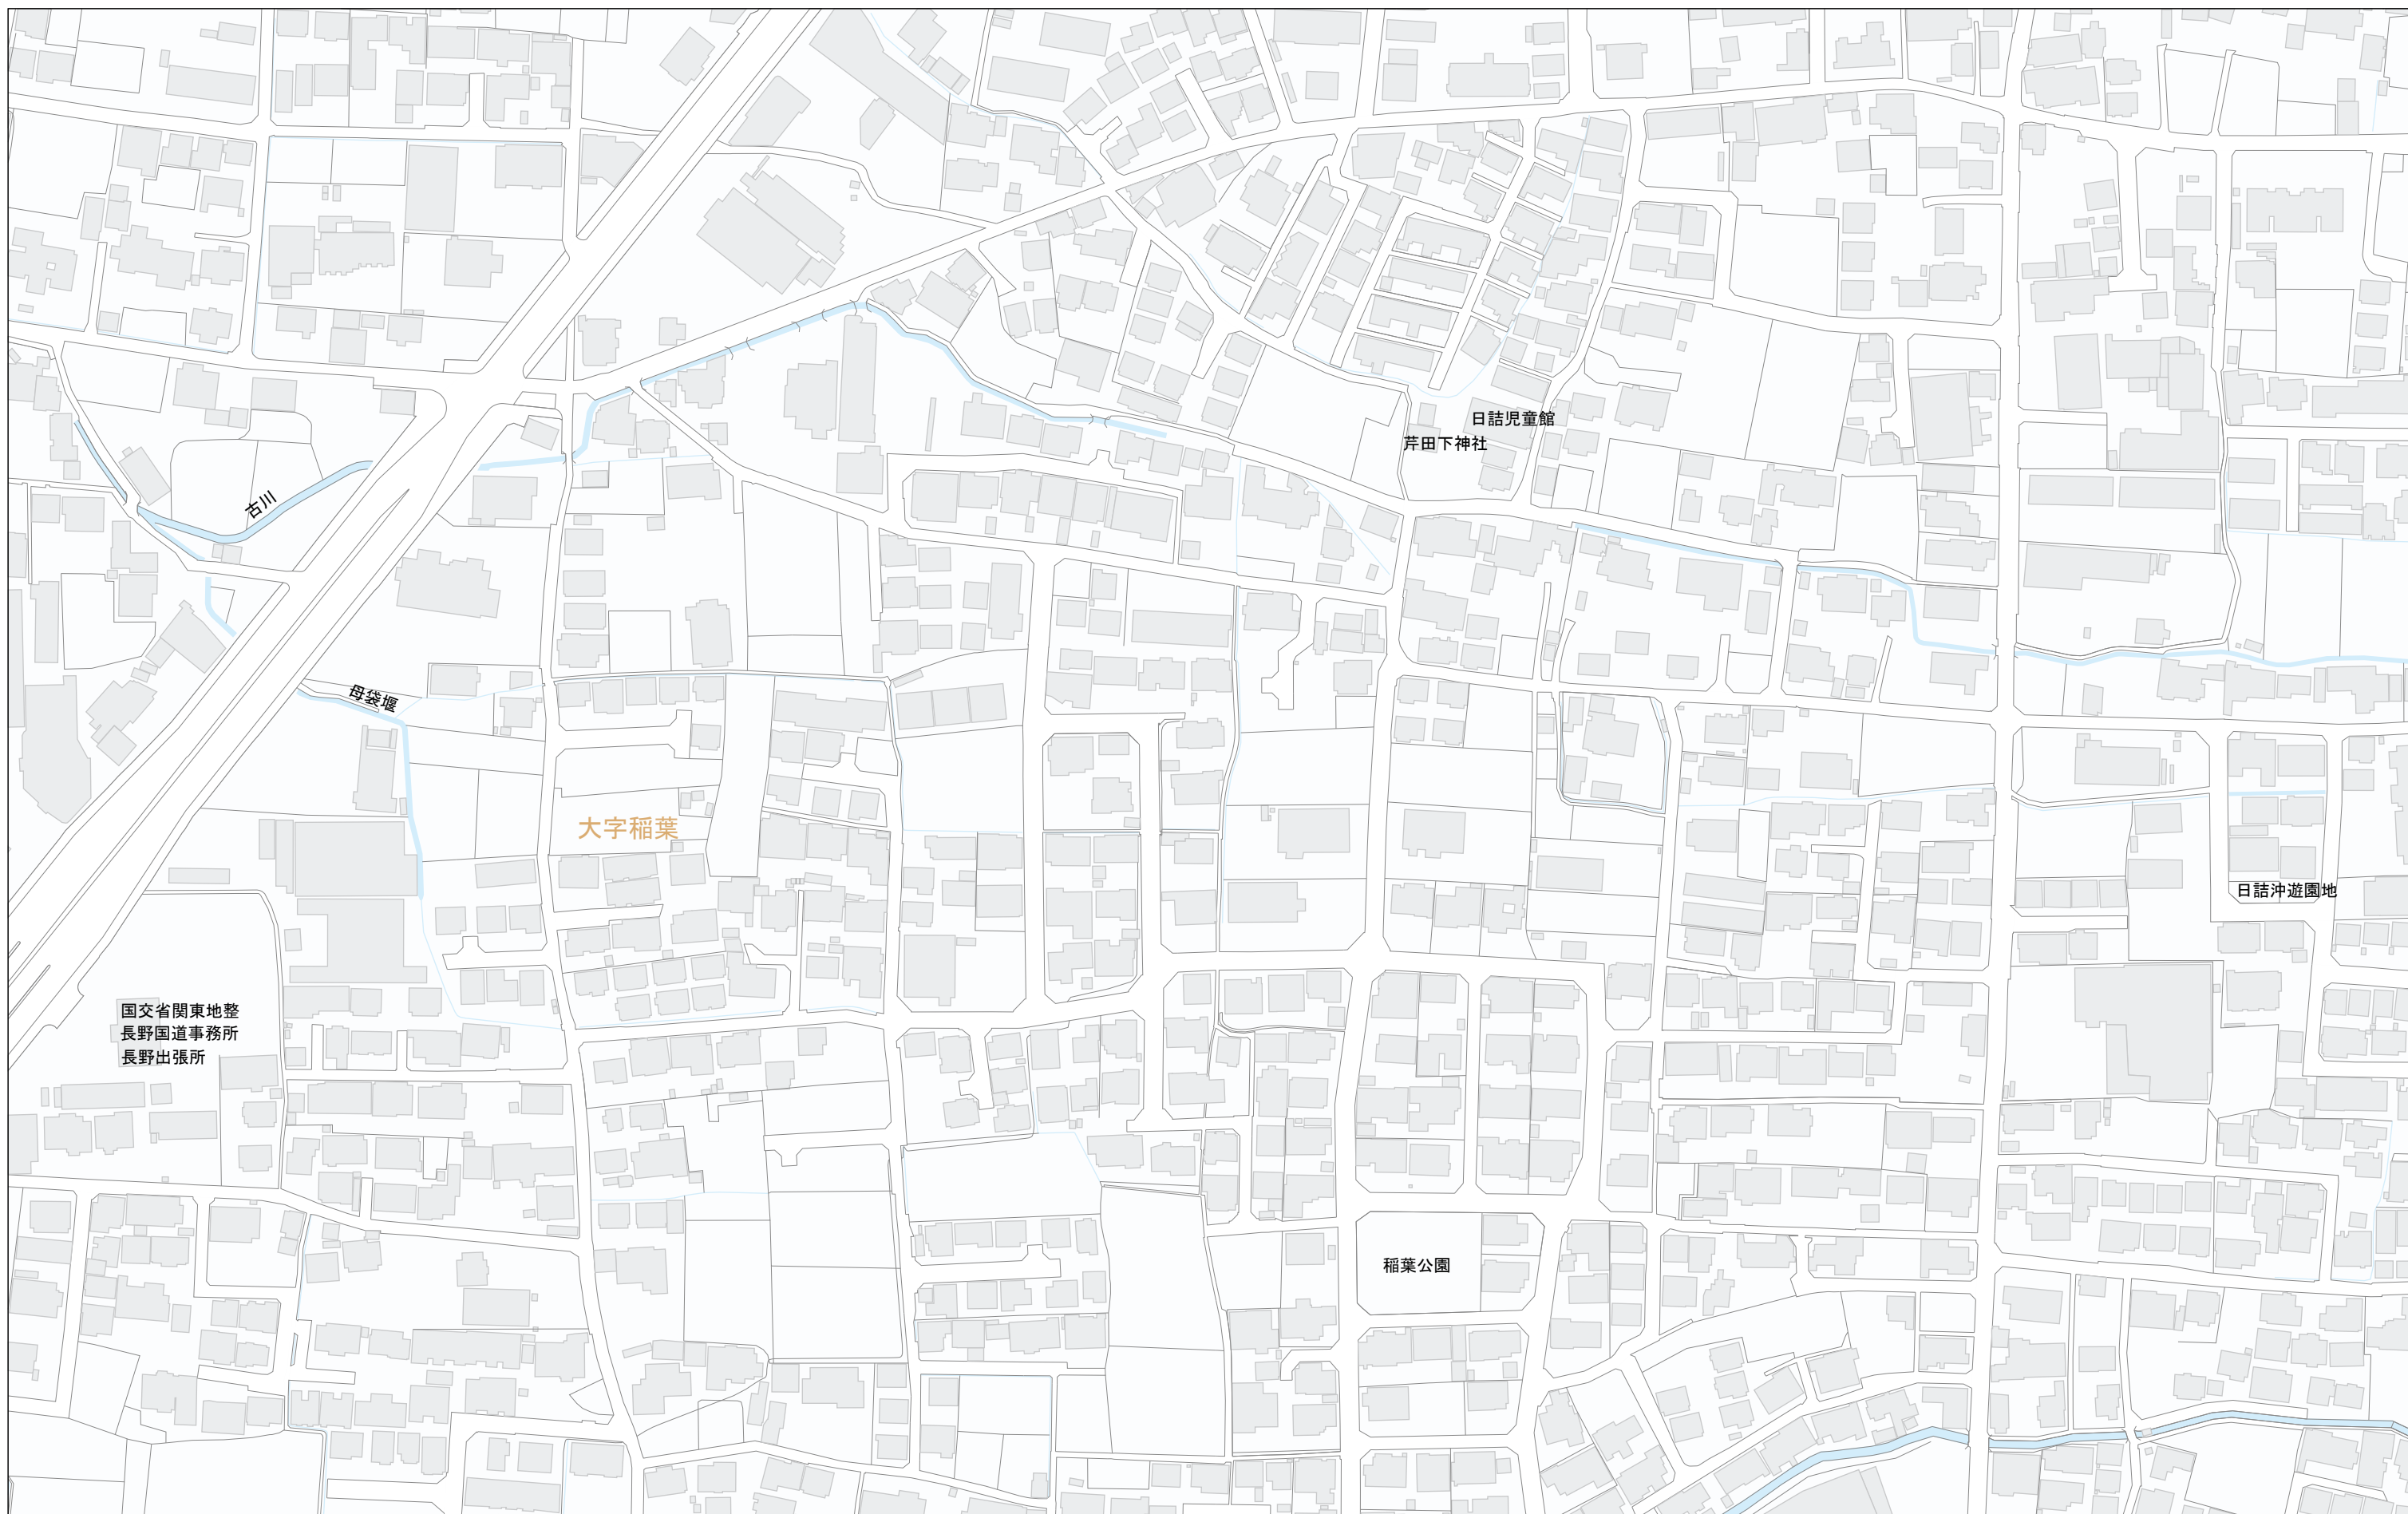 日詰児童館
芹田下神社
古川
母袋堰
大字稲葉
日詰沖遊園地
国交省関東地整
長野国道事務所
長野出張所
稲葉公園